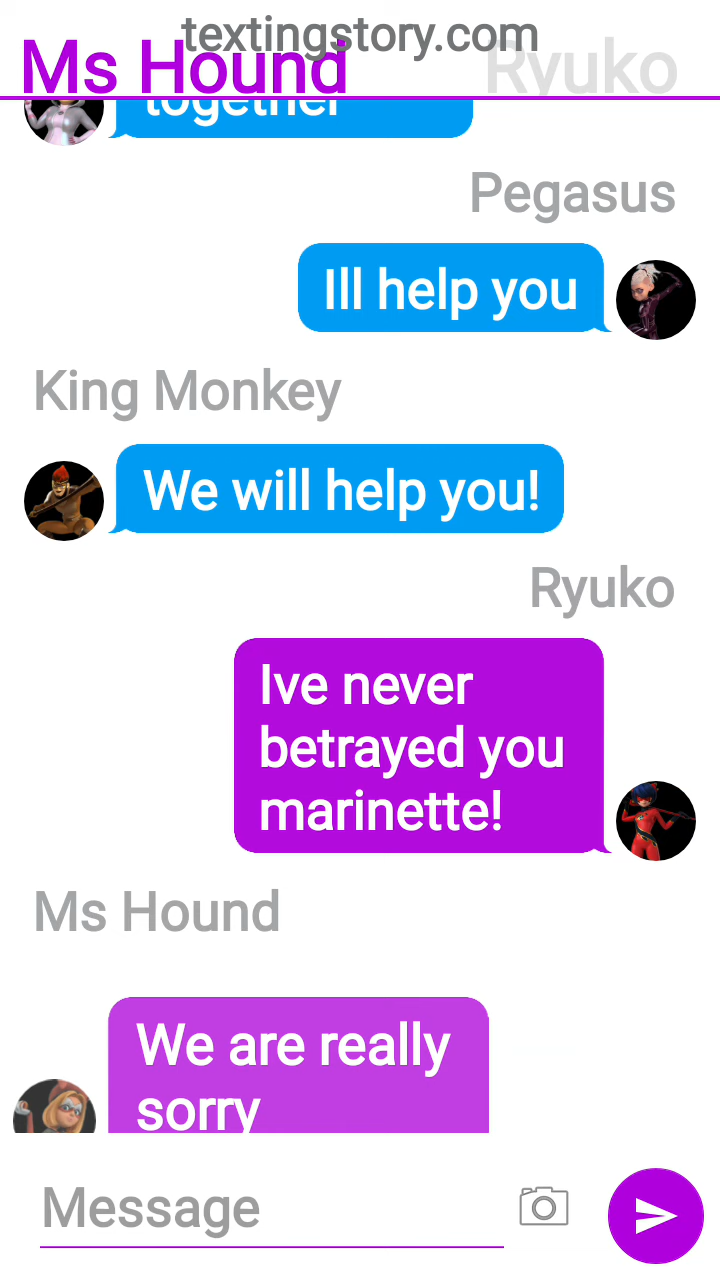 textingstory.com
Ms Hound
Ryuko
together
Pegasus
Ill help you
King Monkey
We will help you!
Ryuko
Ive never
betrayed you
marinette!
Ms Hound
We are really
sorry
Message